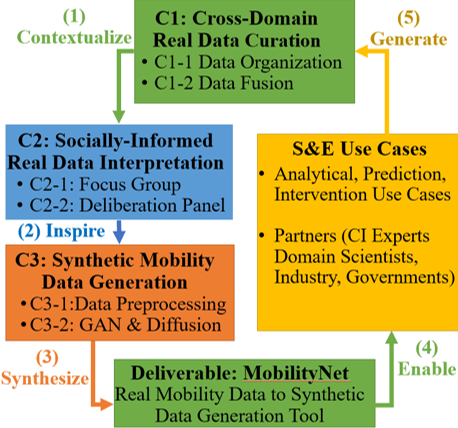 (1)
Contextualize
C1: Cross-Domain
Real Data Curation
• C1-1 Data Organization
• C1-2 Data Fusion
(5)
Generate
C2: Socially-Informed
Real Data Interpretation
• C2-1: Focus Group
• C2-2: Deliberation Panel
(2) Inspire
C3: Synthetic Mobility
Data Generation
• C3-1:Data Preprocessing
• C3-2: GAN & Diffusion
S&E Use Cases
• Analytical, Prediction,
Intervention Use Cases
• Partners (CI Experts
Domain Scientists,
Industry, Governments)
(3)
Synthesize
Deliverable: MobilityNet
Real Mobility Data to Synthetic
Data Generation Tool
(4)
Enable